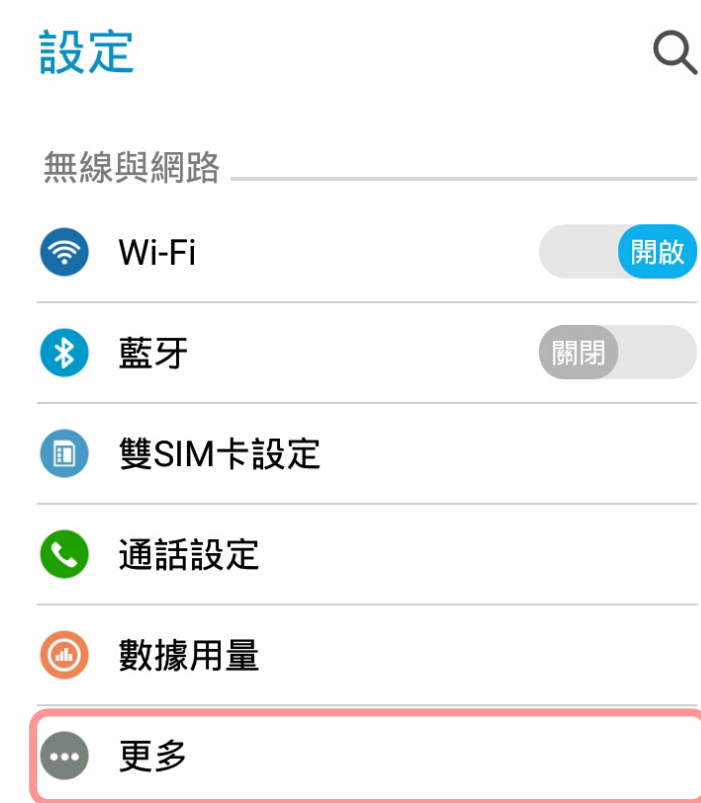 設定
無線與網路
Wi-Fi 開啟
藍牙 關閉
雙SIM卡設定
通話設定
數據用量
更多